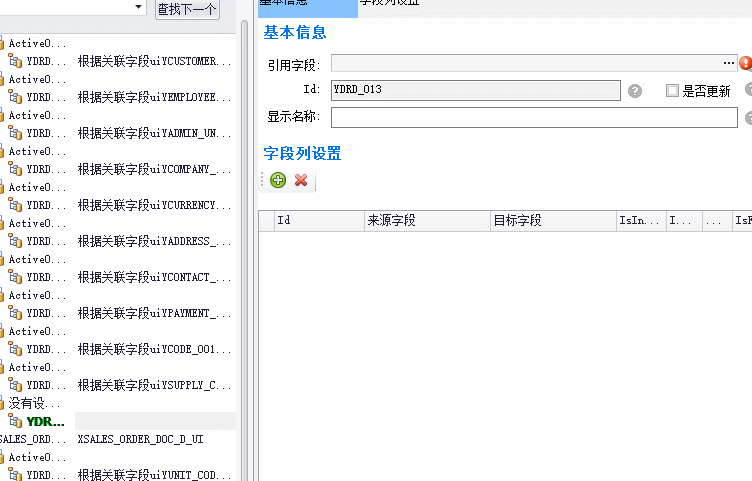 查找下一个
ActiveO...
YDRD... 根据关联字段uiYCUSTOMER...
ActiveO...
YDRD... 根据关联字段uiYEMPLOYEE...
ActiveO...
YDRD... 根据关联字段uiYADMIN_UN...
ActiveO...
YDRD... 根据关联字段uiYCOMPANY_...
ActiveO...
YDRD... 根据关联字段uiYCURRENCY...
ActiveO...
YDRD... 根据关联字段uiYADDRESS_...
ActiveO...
YDRD... 根据关联字段uiYCONTACT_...
ActiveO...
YDRD... 根据关联字段uiYPAYMENT_...
ActiveO...
YDRD... 根据关联字段uiYCODE_001...
ActiveO...
YDRD... 根据关联字段uiYSUPPLY_C...
没有设...
YDR...
SALES_ORD... XSALES_ORDER_DOC_D_UI
ActiveO...
YDRD... 根据关联字段uiYUNIT_COD...
基本信息 字段列设置
基本信息
引用字段: ...
Id: YDRD_013 是否更新
显示名称:
字段列设置
Id 来源字段 目标字段 IsIn... I... ...